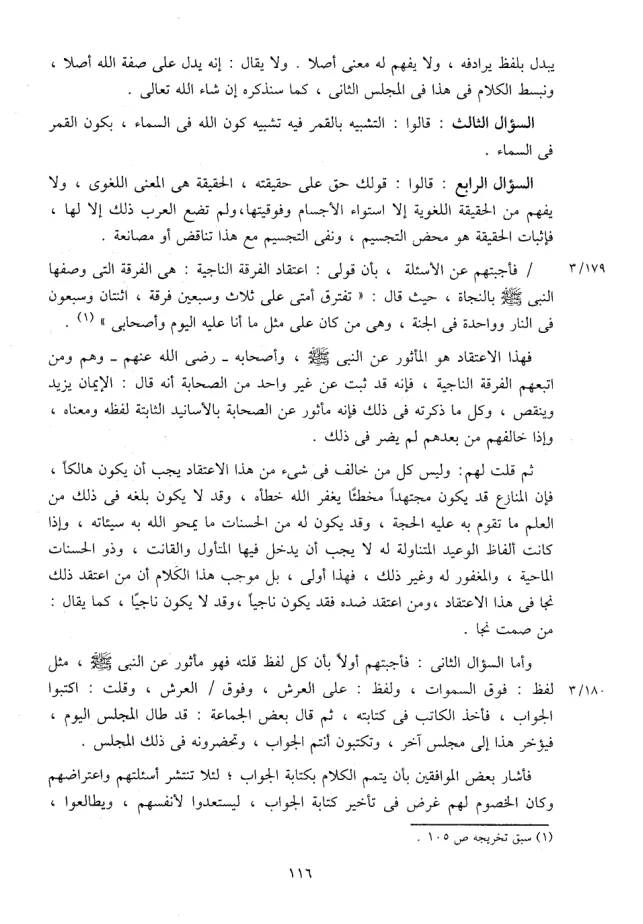 يبدل بلفظ يرادفه ، ولا يفهم له معنى أصلا . ولا يقال : إنه يدل على صفة الله أصلا ،
ونبسط الكلام فى هذا فى المجلس الثانى ، كما سنذكره إن شاء الله تعالى .
السؤال الثالث : قالوا : التشبيه بالقمر فيه تشبيه كون الله فى السماء ، بكون القمر
فى السماء .
السؤال الرابع : قالوا : قولك حق على حقيقته ، الحقيقة هى المعنى اللغوى ، ولا
يفهم من الحقيقة اللغوية إلا استواء الأجسام وفوقيتها،ولم تضع العرب ذلك إلا لها ،
فإثبات الحقيقة هو محض التجسيم ، ونفى التجسيم مع هذا تناقض أو مصانعة .
٣/١٧٩ / فأجبتهم عن الأسئلة ، بأن قولى : اعتقاد الفرقة الناجية : هى الفرقة التى وصفها
النبى ﷺ بالنجاة ، حيث قال : « تفترق أمتى على ثلاث وسبعين فرقة ، اثنتان وسبعون
فى النار وواحدة فى الجنة ، وهى من كان على مثل ما أنا عليه اليوم وأصحابى » (١) .
فهذا الاعتقاد هو المأثور عن النبى ﷺ ، وأصحابه ـ رضى الله عنهم ـ وهم ومن
اتبعهم الفرقة الناجية ، فإنه قد ثبت عن غير واحد من الصحابة أنه قال : الإيمان يزيد
وينقص ، وكل ما ذكرته فى ذلك فإنه مأثور عن الصحابة بالأسانيد الثابتة لفظه ومعناه ،
وإذا خالفهم من بعدهم لم يضر فى ذلك .
ثم قلت لهم: وليس كل من خالف فى شىء من هذا الاعتقاد يجب أن يكون هالكاً ،
فإن المنازع قد يكون مجتهداً مخطئًا يغفر الله خطأه ، وقد لا يكون بلغه فى ذلك من
العلم ما تقوم به عليه الحجة ، وقد يكون له من الحسنات ما يمحو الله به سيئاته ، وإذا
كانت ألفاظ الوعيد المتناولة له لا يجب أن يدخل فيها المتأول والقانت ، وذو الحسنات
الماحية ، والمغفور له وغير ذلك ، فهذا أولى ، بل موجب هذا الكلام أن من اعتقد ذلك
نجا فى هذا الاعتقاد ،ومن اعتقد ضده فقد يكون ناجياً ،وقد لا يكون ناجيًا ، كما يقال :
من صمت نجا .
وأما السؤال الثانى : فأجبتهم أولاً بأن كل لفظ قلته فهو مأثور عن النبى ﷺ ، مثل
٣/١٨٠ لفظ : فوق السموات ، ولفظ : على العرش ، وفوق / العرش ، وقلت : اكتبوا
الجواب ، فأخذ الكاتب فى كتابته ، ثم قال بعض الجماعة : قد طال المجلس اليوم ،
فيؤخر هذا إلى مجلس آخر ، وتكتبون أنتم الجواب ، وتحضرونه فى ذلك المجلس .
فأشار بعض الموافقين بأن يتمم الكلام بكتابة الجواب ؛ لئلا تنتشر أسئلتهم واعتراضهم
وكان الخصوم لهم غرض فى تأخير كتابة الجواب ، ليستعدوا لأنفسهم ، ويطالعوا ،
(١) سبق تخريجه ص ١٠٥ .
١١٦